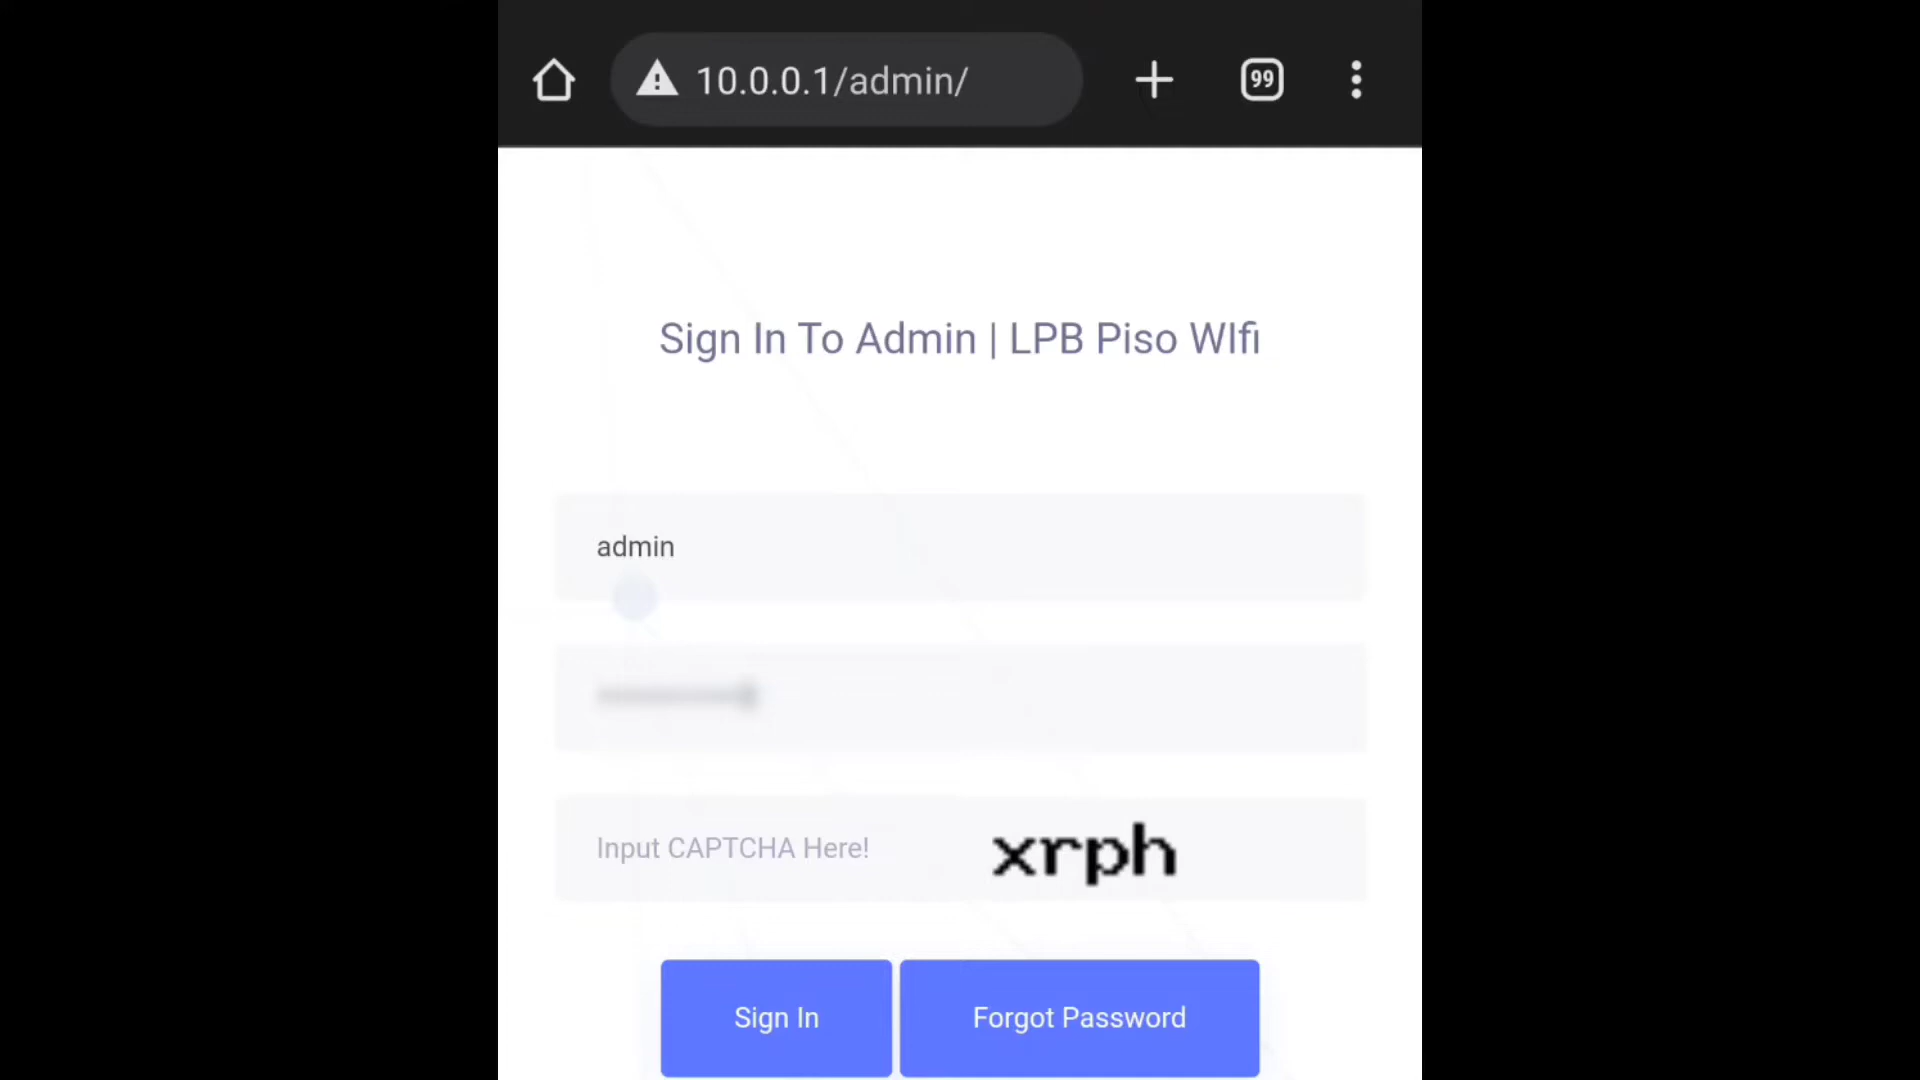 10.0.0.1/admin/
99
Sign In To Admin | LPB Piso WIfi
admin
Input CAPTCHA Here!
xrph
Sign In
Forgot Password